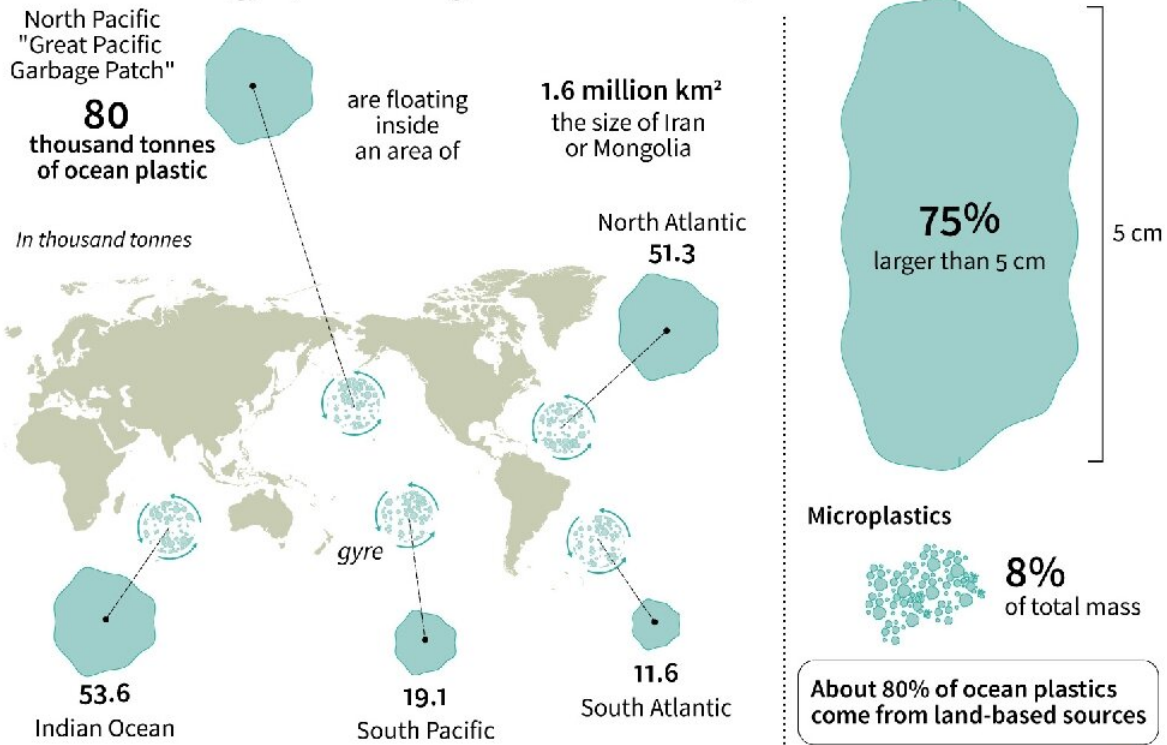 North Pacific
"Great Pacific
Garbage Patch"
80
thousand tonnes
of ocean plastic
are floating
inside
an area of
1.6 million km²
the size of Iran
or Mongolia
In thousand tonnes
North Atlantic
51.3
gyre
53.6
Indian Ocean
19.1
South Pacific
11.6
South Atlantic
75%
larger than 5 cm
5 cm
Microplastics
8%
of total mass
About 80% of ocean plastics
come from land-based sources